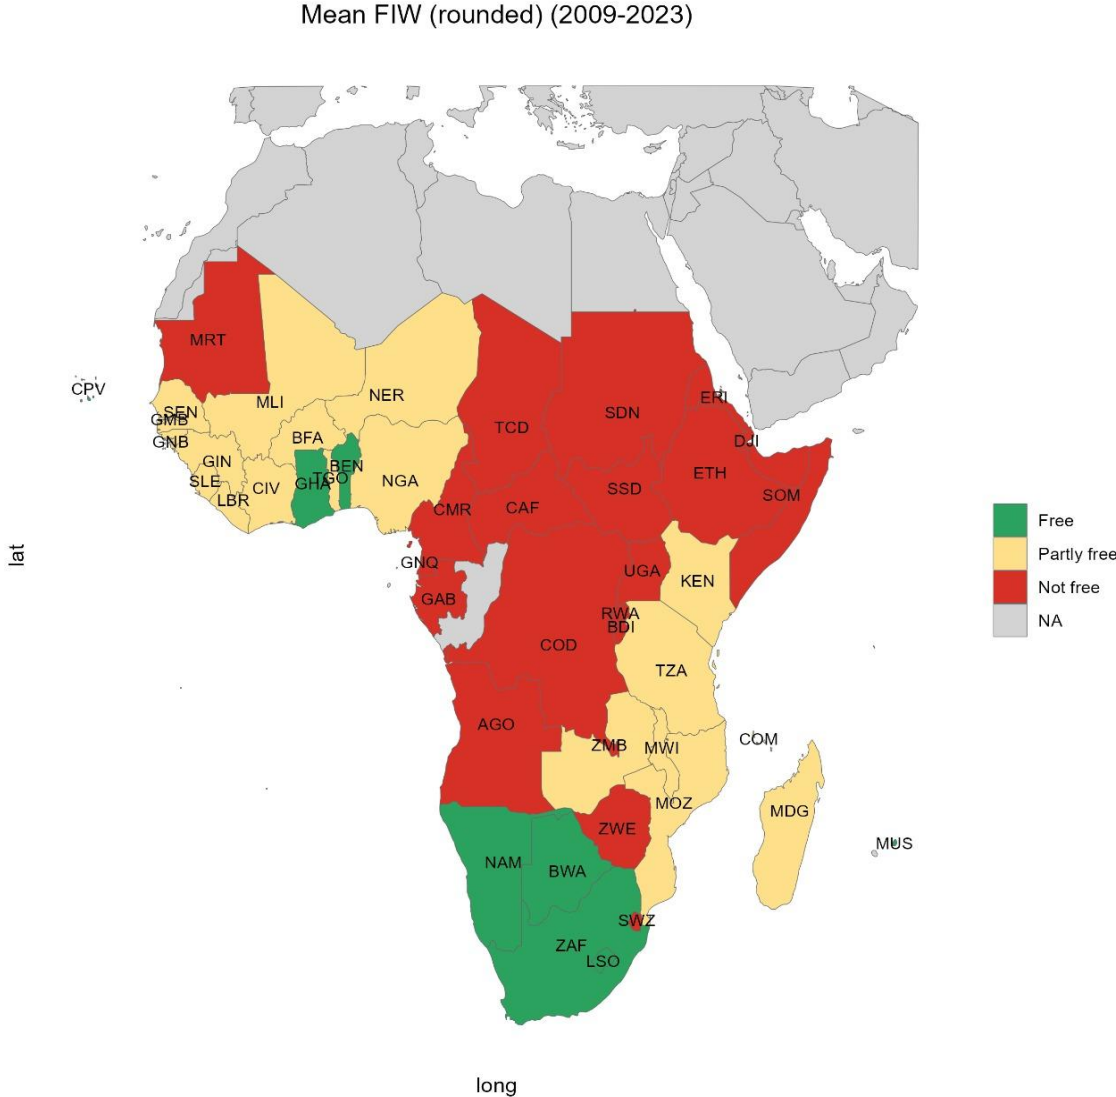 Mean FIW (rounded) (2009-2023)
MRT
CPV
SEN
GMB
GNB
MLI
NER
BFA
GIN
SLE
LBR
CIV
GHA
TGO
BEN
NGA
TCD
SDN
ERI
DJI
ETH
SOM
SSD
CAF
CMR
GNQ
GAB
UGA
KEN
RWA
BDI
COD
TZA
AGO
ZMB
MWI
COM
MOZ
MDG
ZWE
MUS
NAM
BWA
SWZ
ZAF
LSO
lat
long
Free
Partly free
Not free
NA